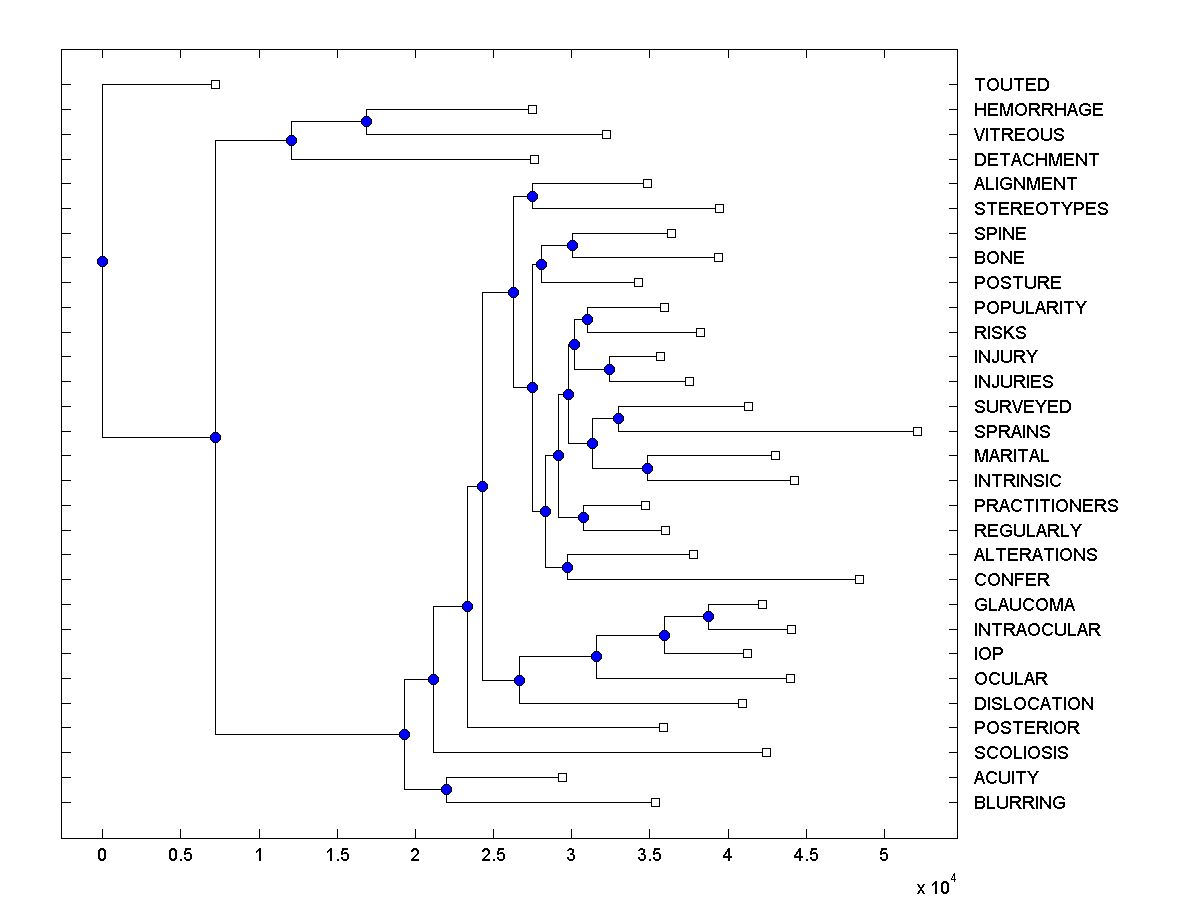 TOUTED
HEMORRHAGE
VITREOUS
DETACHMENT
ALIGNMENT
STEREOTYPES
SPINE
BONE
POSTURE
POPULARITY
RISKS
INJURY
INJURIES
SURVEYED
SPRAINS
MARITAL
INTRINSIC
PRACTITIONERS
REGULARLY
ALTERATIONS
CONFER
GLAUCOMA
INTRAOCULAR
IOP
OCULAR
DISLOCATION
POSTERIOR
SCOLIOSIS
ACUITY
BLURRING
0 0.5 1 1.5 2 2.5 3 3.5 4 4.5 5
x 10^4